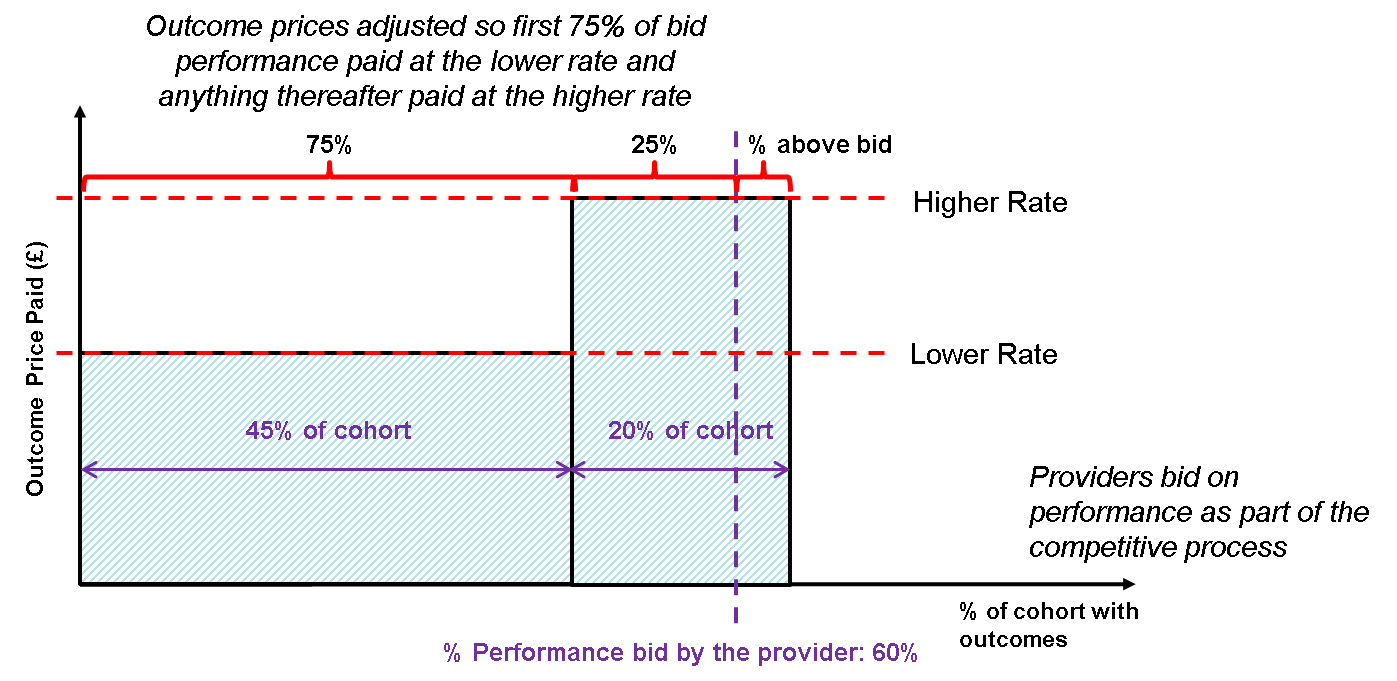 Outcome prices adjusted so first 75% of bid
performance paid at the lower rate and
anything thereafter paid at the higher rate
75%
25%
% above bid
Higher Rate
Outcome Price Paid (£)
Lower Rate
45% of cohort
20% of cohort
Providers bid on
performance as part of the
competitive process
% of cohort with
outcomes
% Performance bid by the provider: 60%